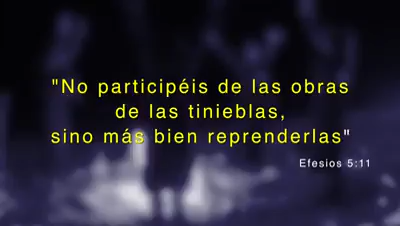 "No participéis de las obras
de las tinieblas,
sino más bien reprenderlas"
Efesios 5:11